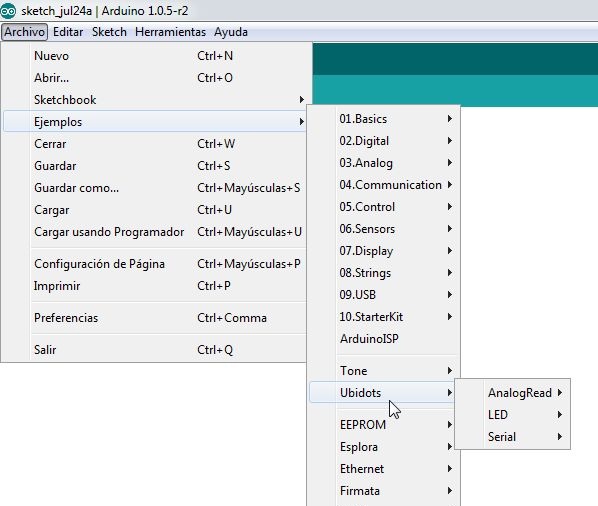 sketch_jul24a | Arduino 1.0.5-r2
Archivo Editar Sketch Herramientas Ayuda
Nuevo Ctrl+N
Abrir... Ctrl+O
Sketchbook
Ejemplos
Cerrar Ctrl+W
Guardar Ctrl+S
Guardar como... Ctrl+Mayúsculas+S
Cargar Ctrl+U
Cargar usando Programador Ctrl+Mayúsculas+U
Configuración de Página Ctrl+Mayúsculas+P
Imprimir Ctrl+P
Preferencias Ctrl+Comma
Salir Ctrl+Q
01.Basics
02.Digital
03.Analog
04.Communication
05.Control
06.Sensors
07.Display
08.Strings
09.USB
10.StarterKit
ArduinoISP
Tone
Ubidots
EEPROM
Esplora
Ethernet
Firmata
AnalogRead
LED
Serial